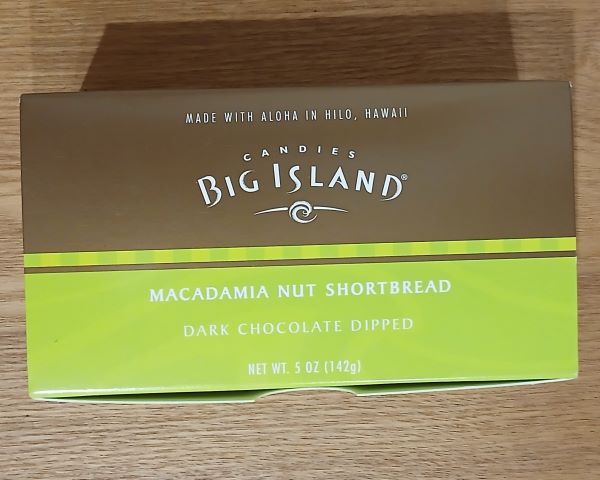 MADE WITH ALOHA IN HILO, HAWAII
CANDIES
BIG ISLAND®
MACADAMIA NUT SHORTBREAD
DARK CHOCOLATE DIPPED
NET WT. 5 OZ (142g)